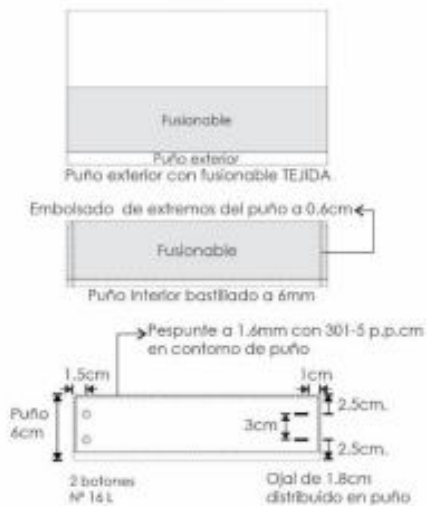 Fusionable
Puño exterior
Puño exterior con fusionable TEJIDA
Embolsado de extremos del puño a 0.6cm
Fusionable
Puño Interior bastillado a 6mm
Pespunte a 1.6mm con 301-5 p.p.cm
en contorno de puño
1.5cm
1cm
Puño
6cm
3cm
2.5cm.
2.5cm.
2 botones
Nº 16 L
Ojal de 1.8cm
distribuido en puño